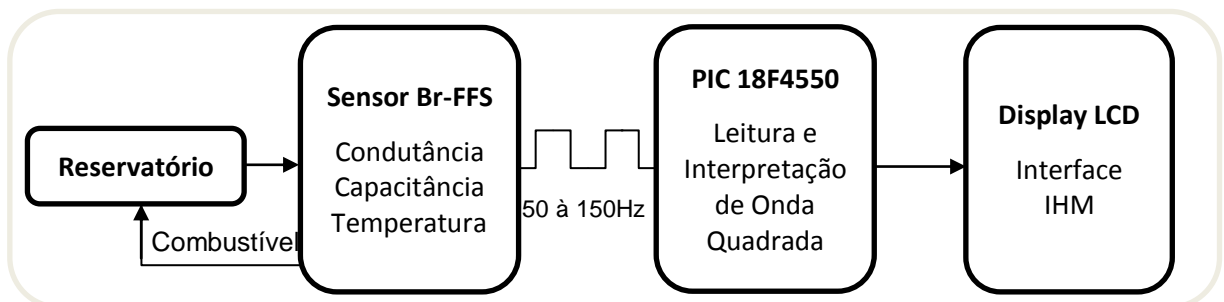 Reservatório
Combustível
Sensor Br-FFS
Condutância
Capacitância
Temperatura
50 à 150Hz
PIC 18F4550
Leitura e
Interpretação
de Onda
Quadrada
Display LCD
Interface
IHM